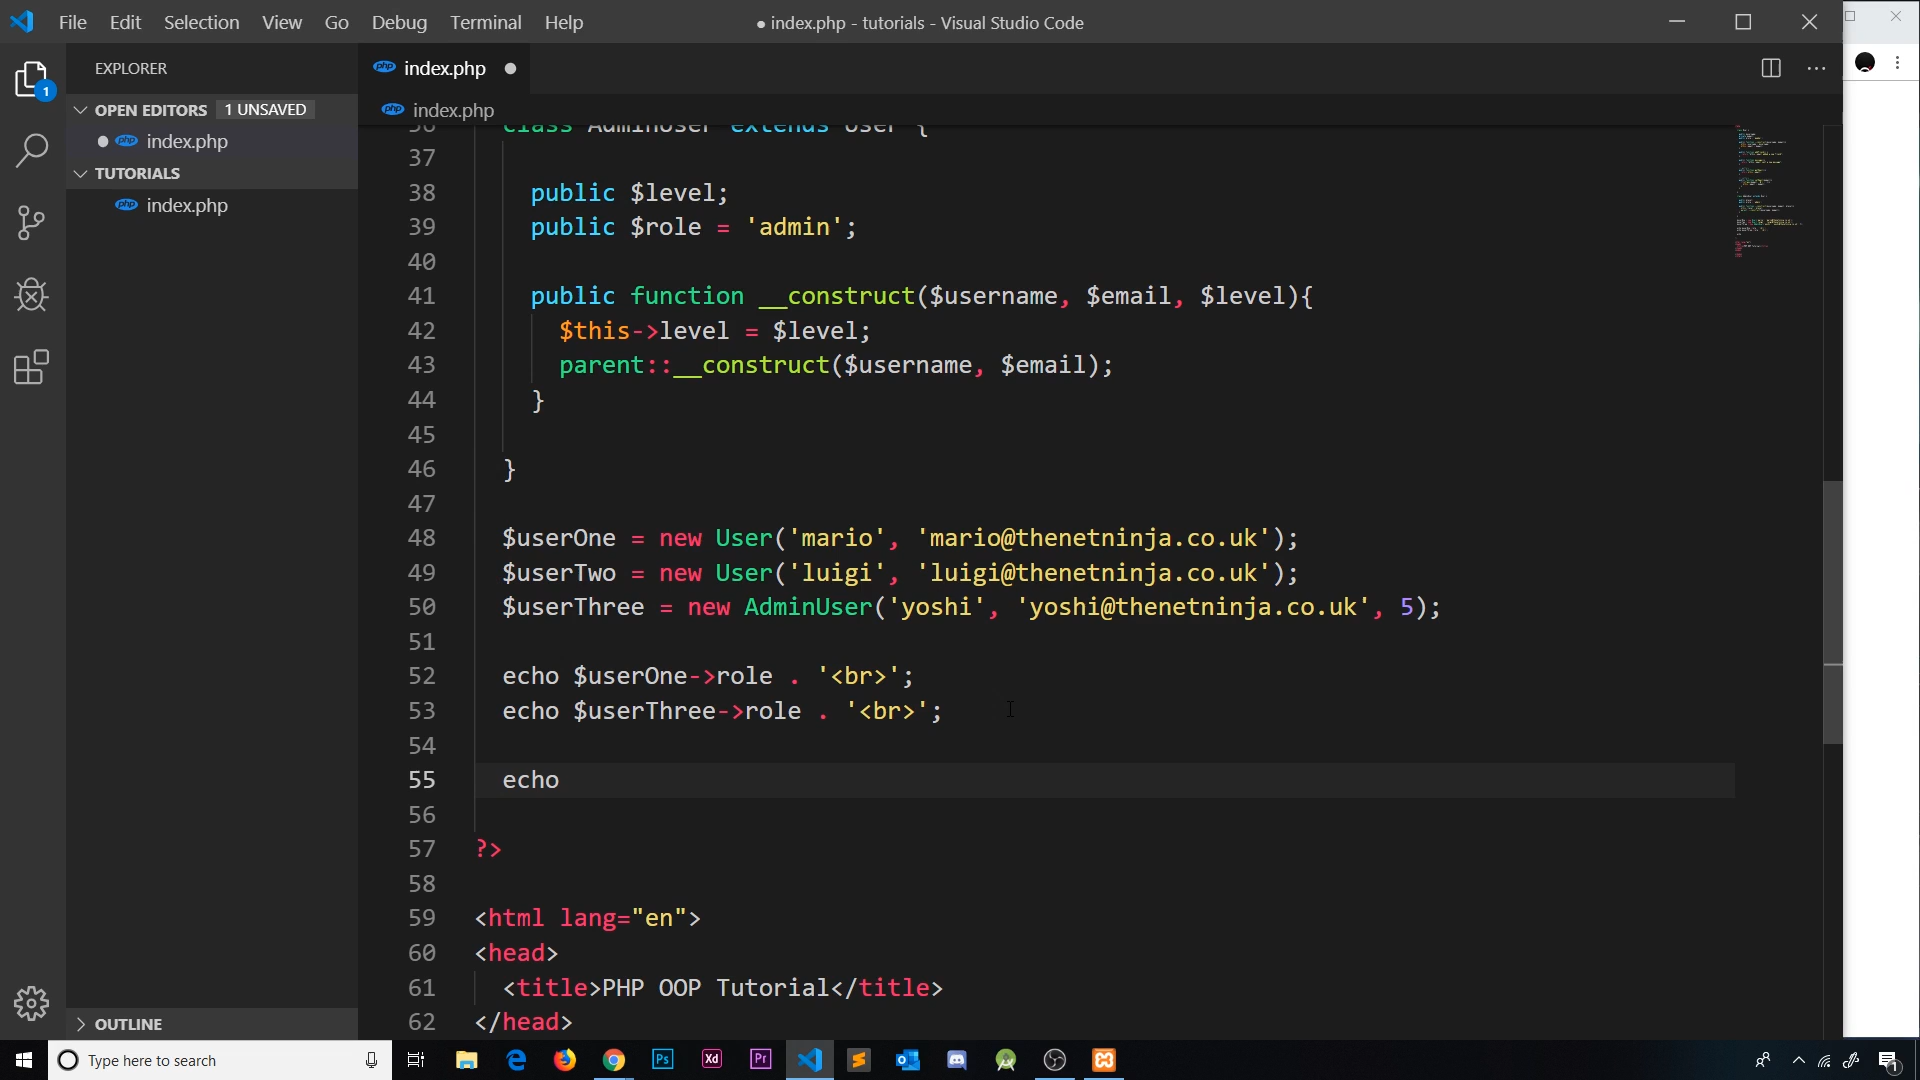 File Edit Selection View Go Debug Terminal Help
● index.php - tutorials - Visual Studio Code
EXPLORER
OPEN EDITORS 1 UNSAVED
index.php
TUTORIALS
index.php
OUTLINE
1
index.php
index.php
36 class AdminUser extends User {
37
38 public $level;
39 public $role = 'admin';
40
41 public function __construct($username, $email, $level){
42 $this->level = $level;
43 parent::__construct($username, $email);
44 }
45
46 }
47
48 $userOne = new User('mario', 'mario@thenetninja.co.uk');
49 $userTwo = new User('luigi', 'luigi@thenetninja.co.uk');
50 $userThree = new AdminUser('yoshi', 'yoshi@thenetninja.co.uk', 5);
51
52 echo $userOne->role . '<br>';
53 echo $userThree->role . '<br>';
54
55 echo
56
57 ?>
58
59 <html lang="en">
60 <head>
61 <title>PHP OOP Tutorial</title>
62 </head>
Type here to search
Ps
Xd
Pr
1